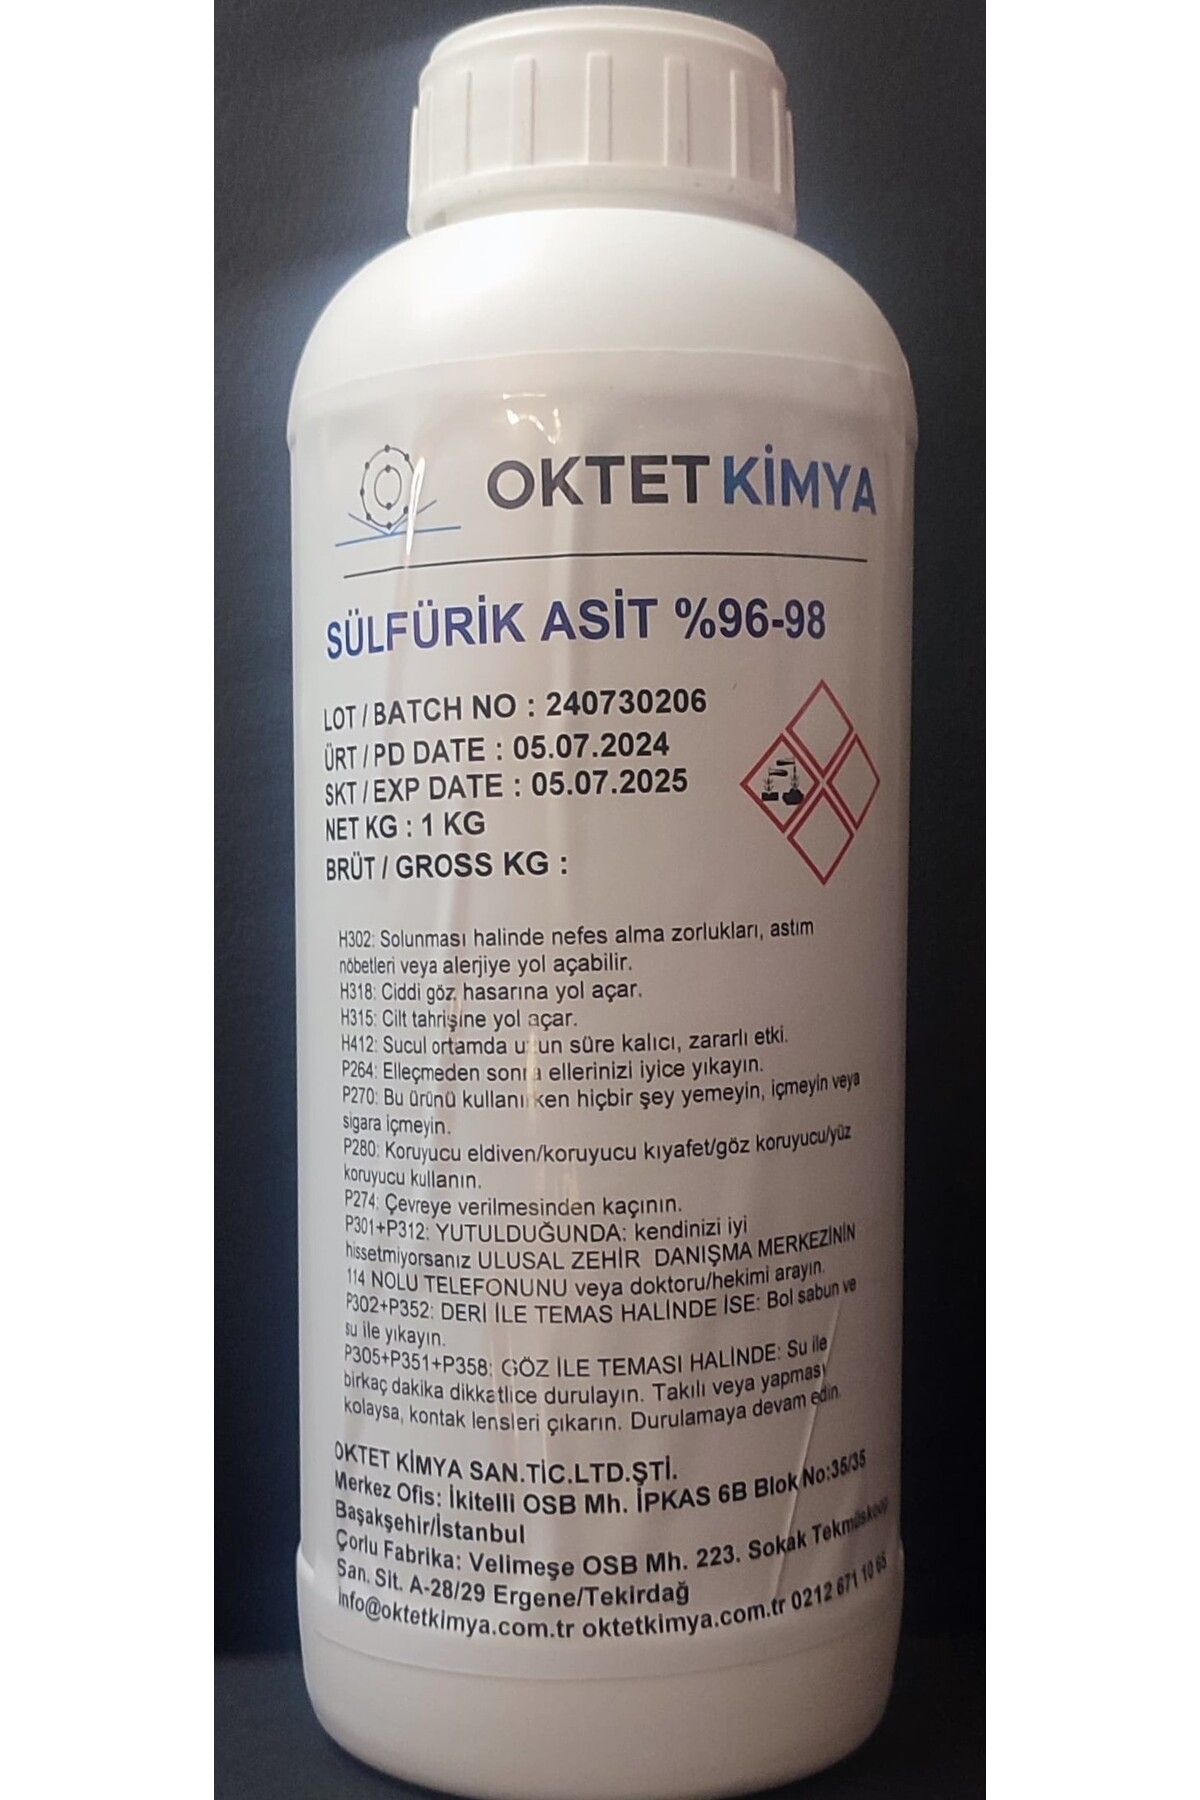 OKTET KİMYA
SÜLFÜRİK ASİT %96-98
LOT / BATCH NO : 240730206
ÜRT / PD DATE : 05.07.2024
SKT / EXP DATE : 05.07.2025
NET KG : 1 KG
BRÜT / GROSS KG :
H302: Solunması halinde nefes alma zorlukları, astım
nöbetleri veya alerjiye yol açabilir.
H318: Ciddi göz hasarına yol açar.
H315: Cilt tahrişine yol açar.
H412: Sucul ortamda uzun süre kalıcı, zararlı etki.
P264: Elleçmeden sonra ellerinizi iyice yıkayın.
P270: Bu ürünü kullanırken hiçbir şey yemeyin, içmeyin veya
sigara içmeyin.
P280: Koruyucu eldiven/koruyucu kıyafet/göz koruyucu/yüz
koruyucu kullanın.
P274: Çevreye verilmesinden kaçının.
P301+P312: YUTULDUĞUNDA: kendinizi iyi
hissetmiyorsanız ULUSAL ZEHİR DANIŞMA MERKEZİNİN
114 NOLU TELEFONUNU veya doktoru/hekimi arayın.
P302+P352: DERİ İLE TEMAS HALİNDE İSE: Bol sabun ve
su ile yıkayın.
P305+P351+P358: GÖZ İLE TEMASI HALİNDE: Su ile
birkaç dakika dikkatlice durulayın. Takılı veya yapması
kolaysa, kontak lensleri çıkarın. Durulamaya devam edin.
OKTET KİMYA SAN.TİC.LTD.ŞTİ.
Merkez Ofis: İkitelli OSB Mh. İPKAS 6B Blok No:35/35
Başakşehir/İstanbul
Çorlu Fabrika: Velimeşe OSB Mh. 223. Sokak Tekmüskoop
San. Sit. A-28/29 Ergene/Tekirdağ
info@oktetkimya.com.tr oktetkimya.com.tr 0212 671 10 65